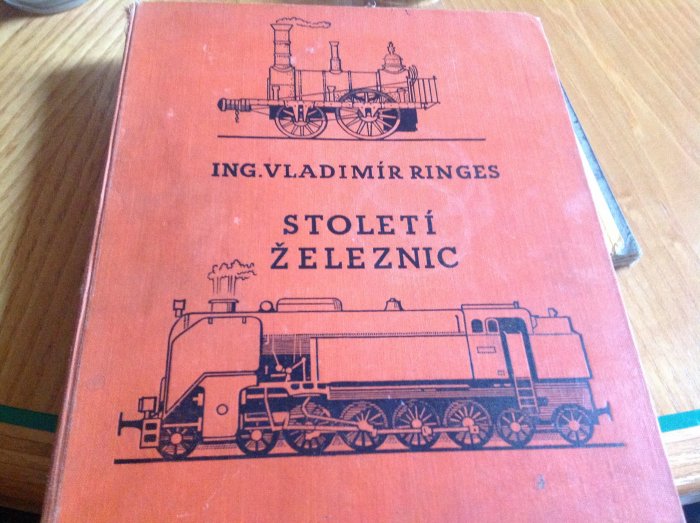 ING. VLADIMÍR RINGES
STOLETÍ
ŽELEZNIC